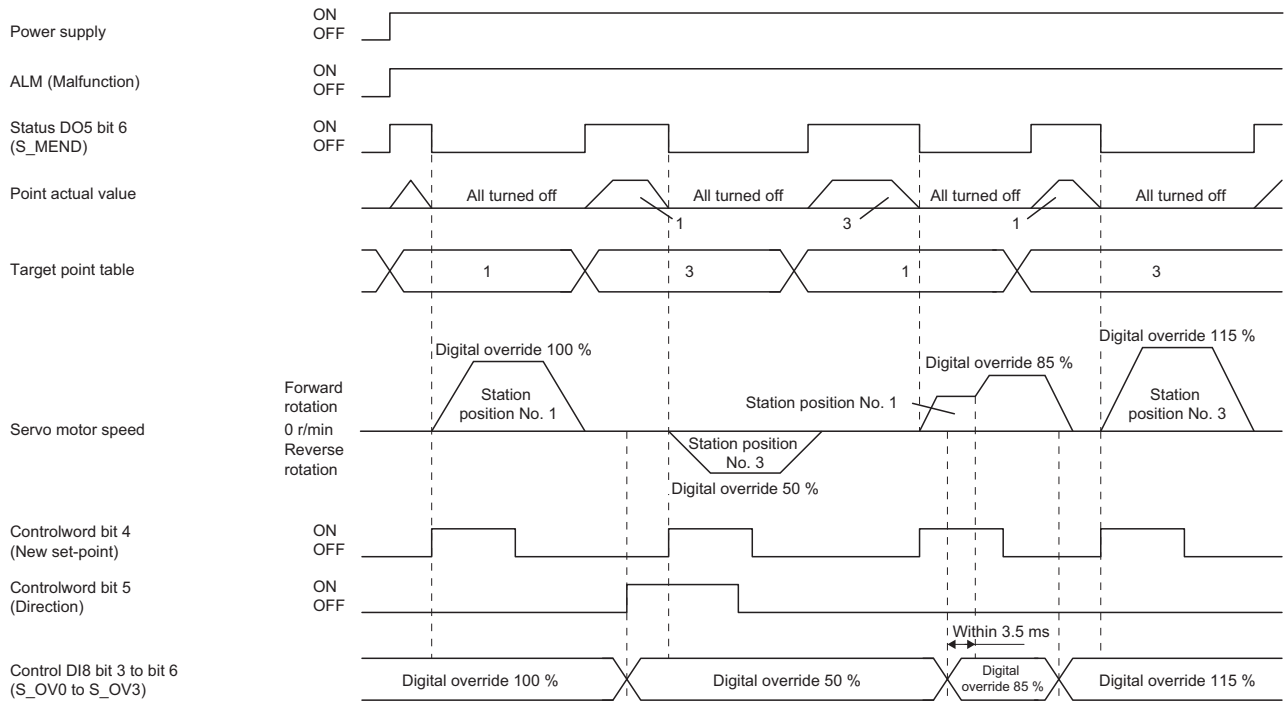 Power supply
ON
OFF
ALM (Malfunction)
ON
OFF
Status DO5 bit 6
(S_MEND)
ON
OFF
Point actual value
All turned off
All turned off
All turned off
All turned off
1
3
1
Target point table
1
3
1
3
Servo motor speed
Forward
rotation
0 r/min
Reverse
rotation
Digital override 100 %
Station
position No. 1
Station position
No. 3
Digital override 50 %
Station position No. 1
Digital override 85 %
Digital override 115 %
Station
position No. 3
Controlword bit 4
(New set-point)
ON
OFF
Controlword bit 5
(Direction)
ON
OFF
Within 3.5 ms
Control DI8 bit 3 to bit 6
(S_OV0 to S_OV3)
Digital override 100 %
Digital override 50 %
Digital
override 85 %
Digital override 115 %